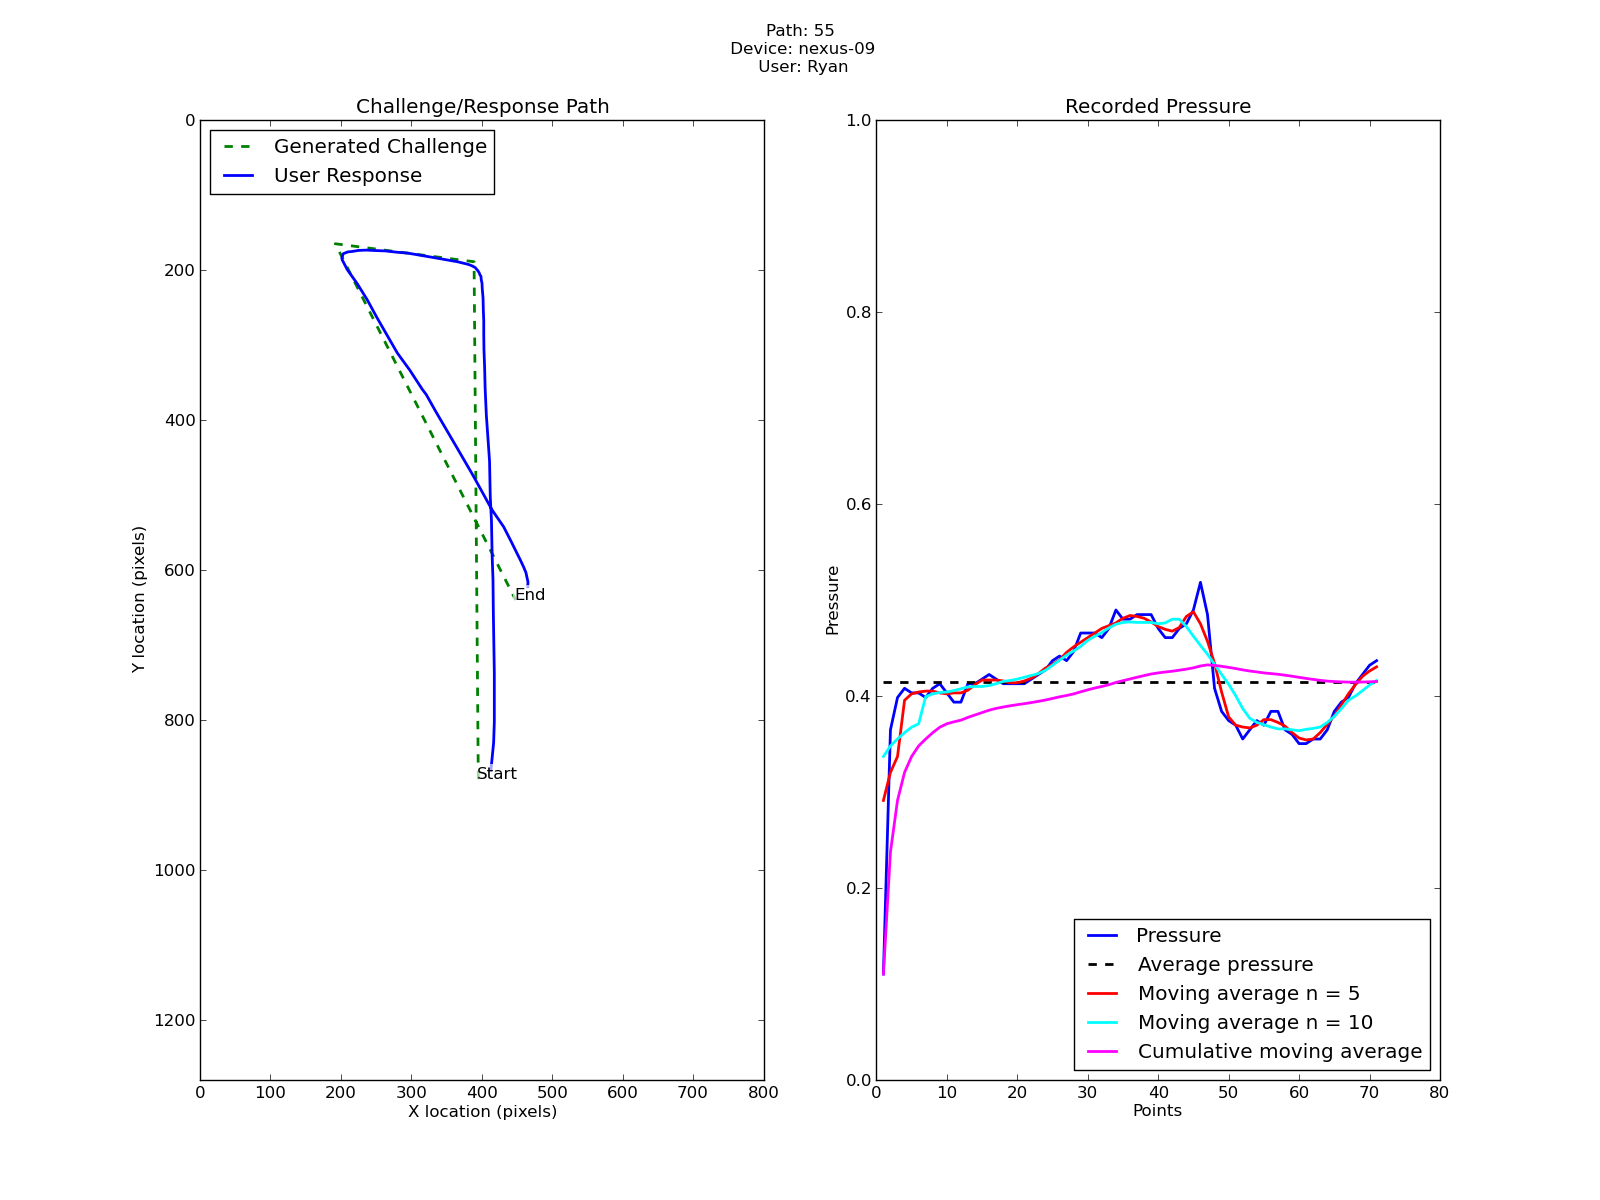 Path: 55
Device: nexus-09
User: Ryan
Challenge/Response Path
Generated Challenge
User Response
0
200
400
600
800
1000
1200
Y location (pixels)
Start
End
0 100 200 300 400 500 600 700 800
X location (pixels)
Recorded Pressure
1.0
0.8
0.6
0.4
0.2
0.0
Pressure
Pressure
Average pressure
Moving average n = 5
Moving average n = 10
Cumulative moving average
0 10 20 30 40 50 60 70 80
Points